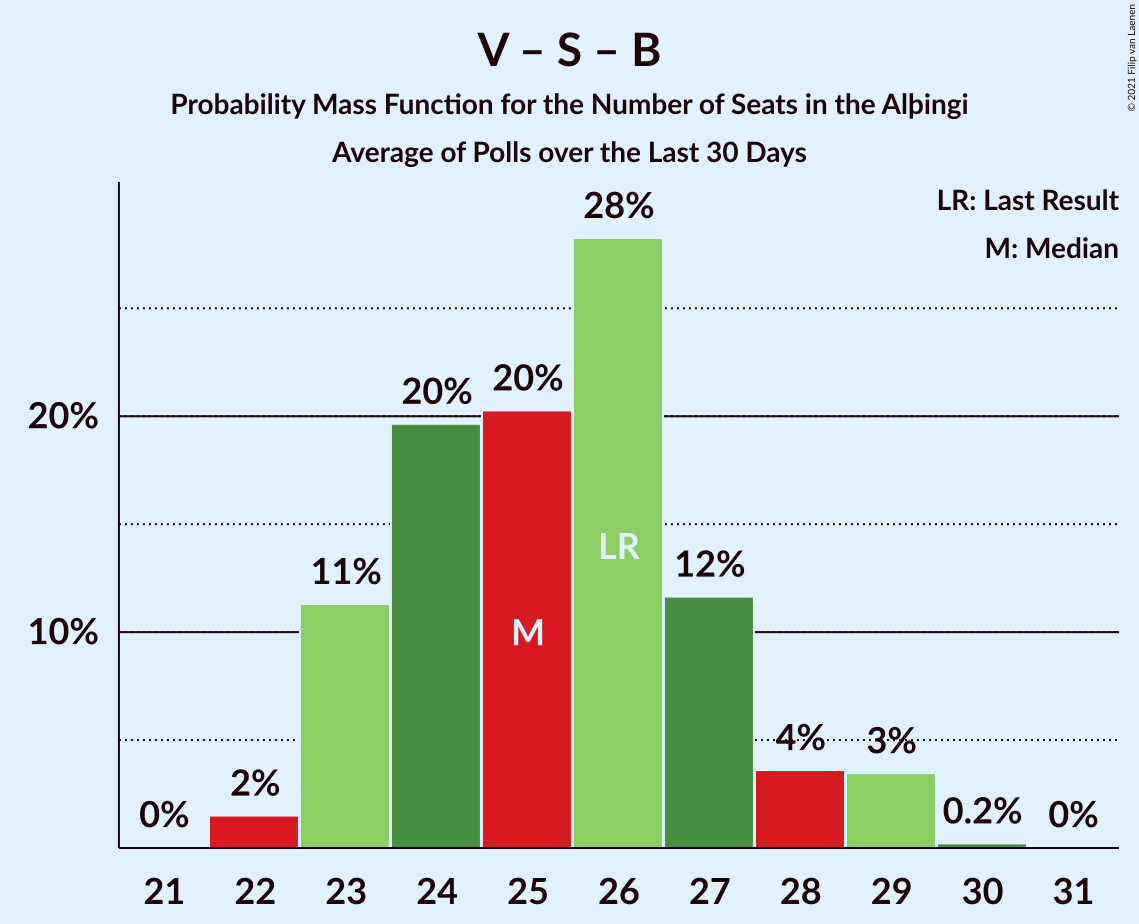 V – S – B
Probability Mass Function for the Number of Seats in the Alþingi
Average of Polls over the Last 30 Days
© 2021 Filip van Laenen
LR: Last Result
M: Median
28%
20%
20%
20%
LR
12%
11%
M
10%
4%
3%
2%
0%
0.2%
0%
21 22 23 24 25 26 27 28 29 30 31